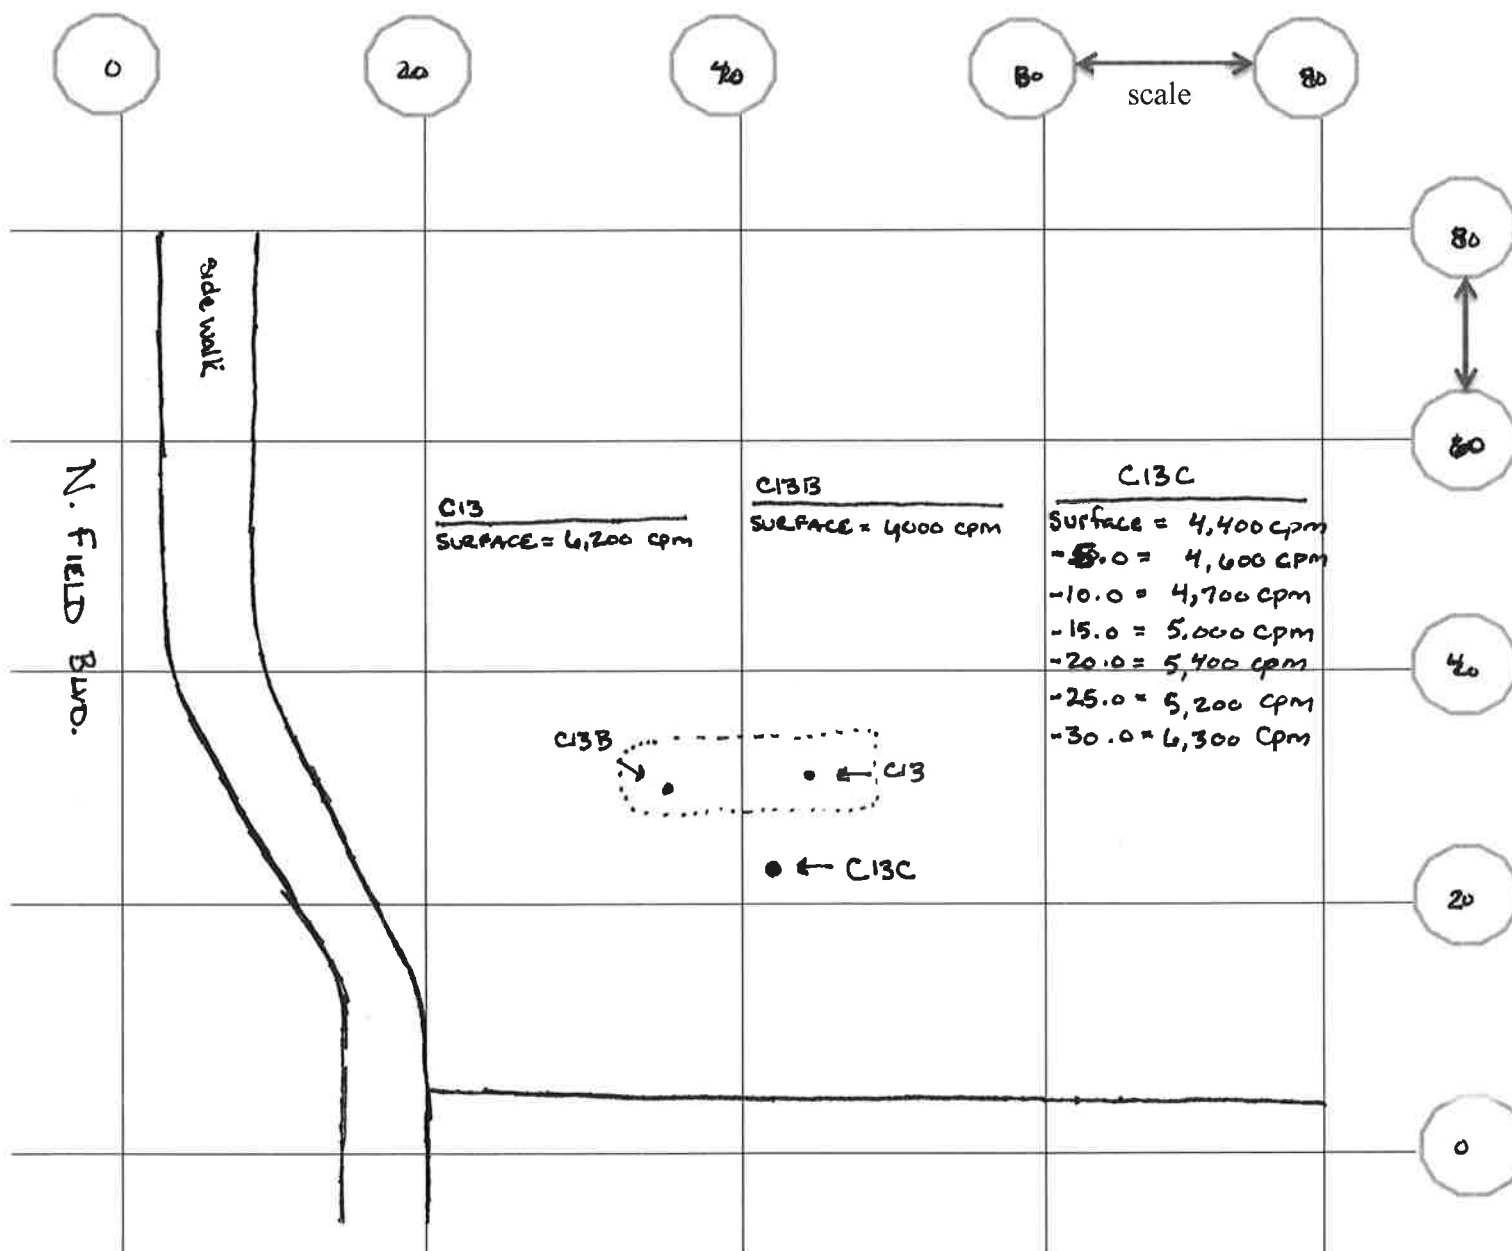 0
20
40
80
scale
80
80
60
40
20
0
sidewalk
N. FIELD BLVD.
C13
SURFACE = 6,200 cpm
C13B
SURFACE = 4000 cpm
C13C
Surface = 4,400 cpm
-5.0 = 4,600 cpm
-10.0 = 4,700 cpm
-15.0 = 5,000 cpm
-20.0 = 5,400 cpm
-25.0 = 5,200 cpm
-30.0 = 6,300 cpm
C13B
C13
C13C